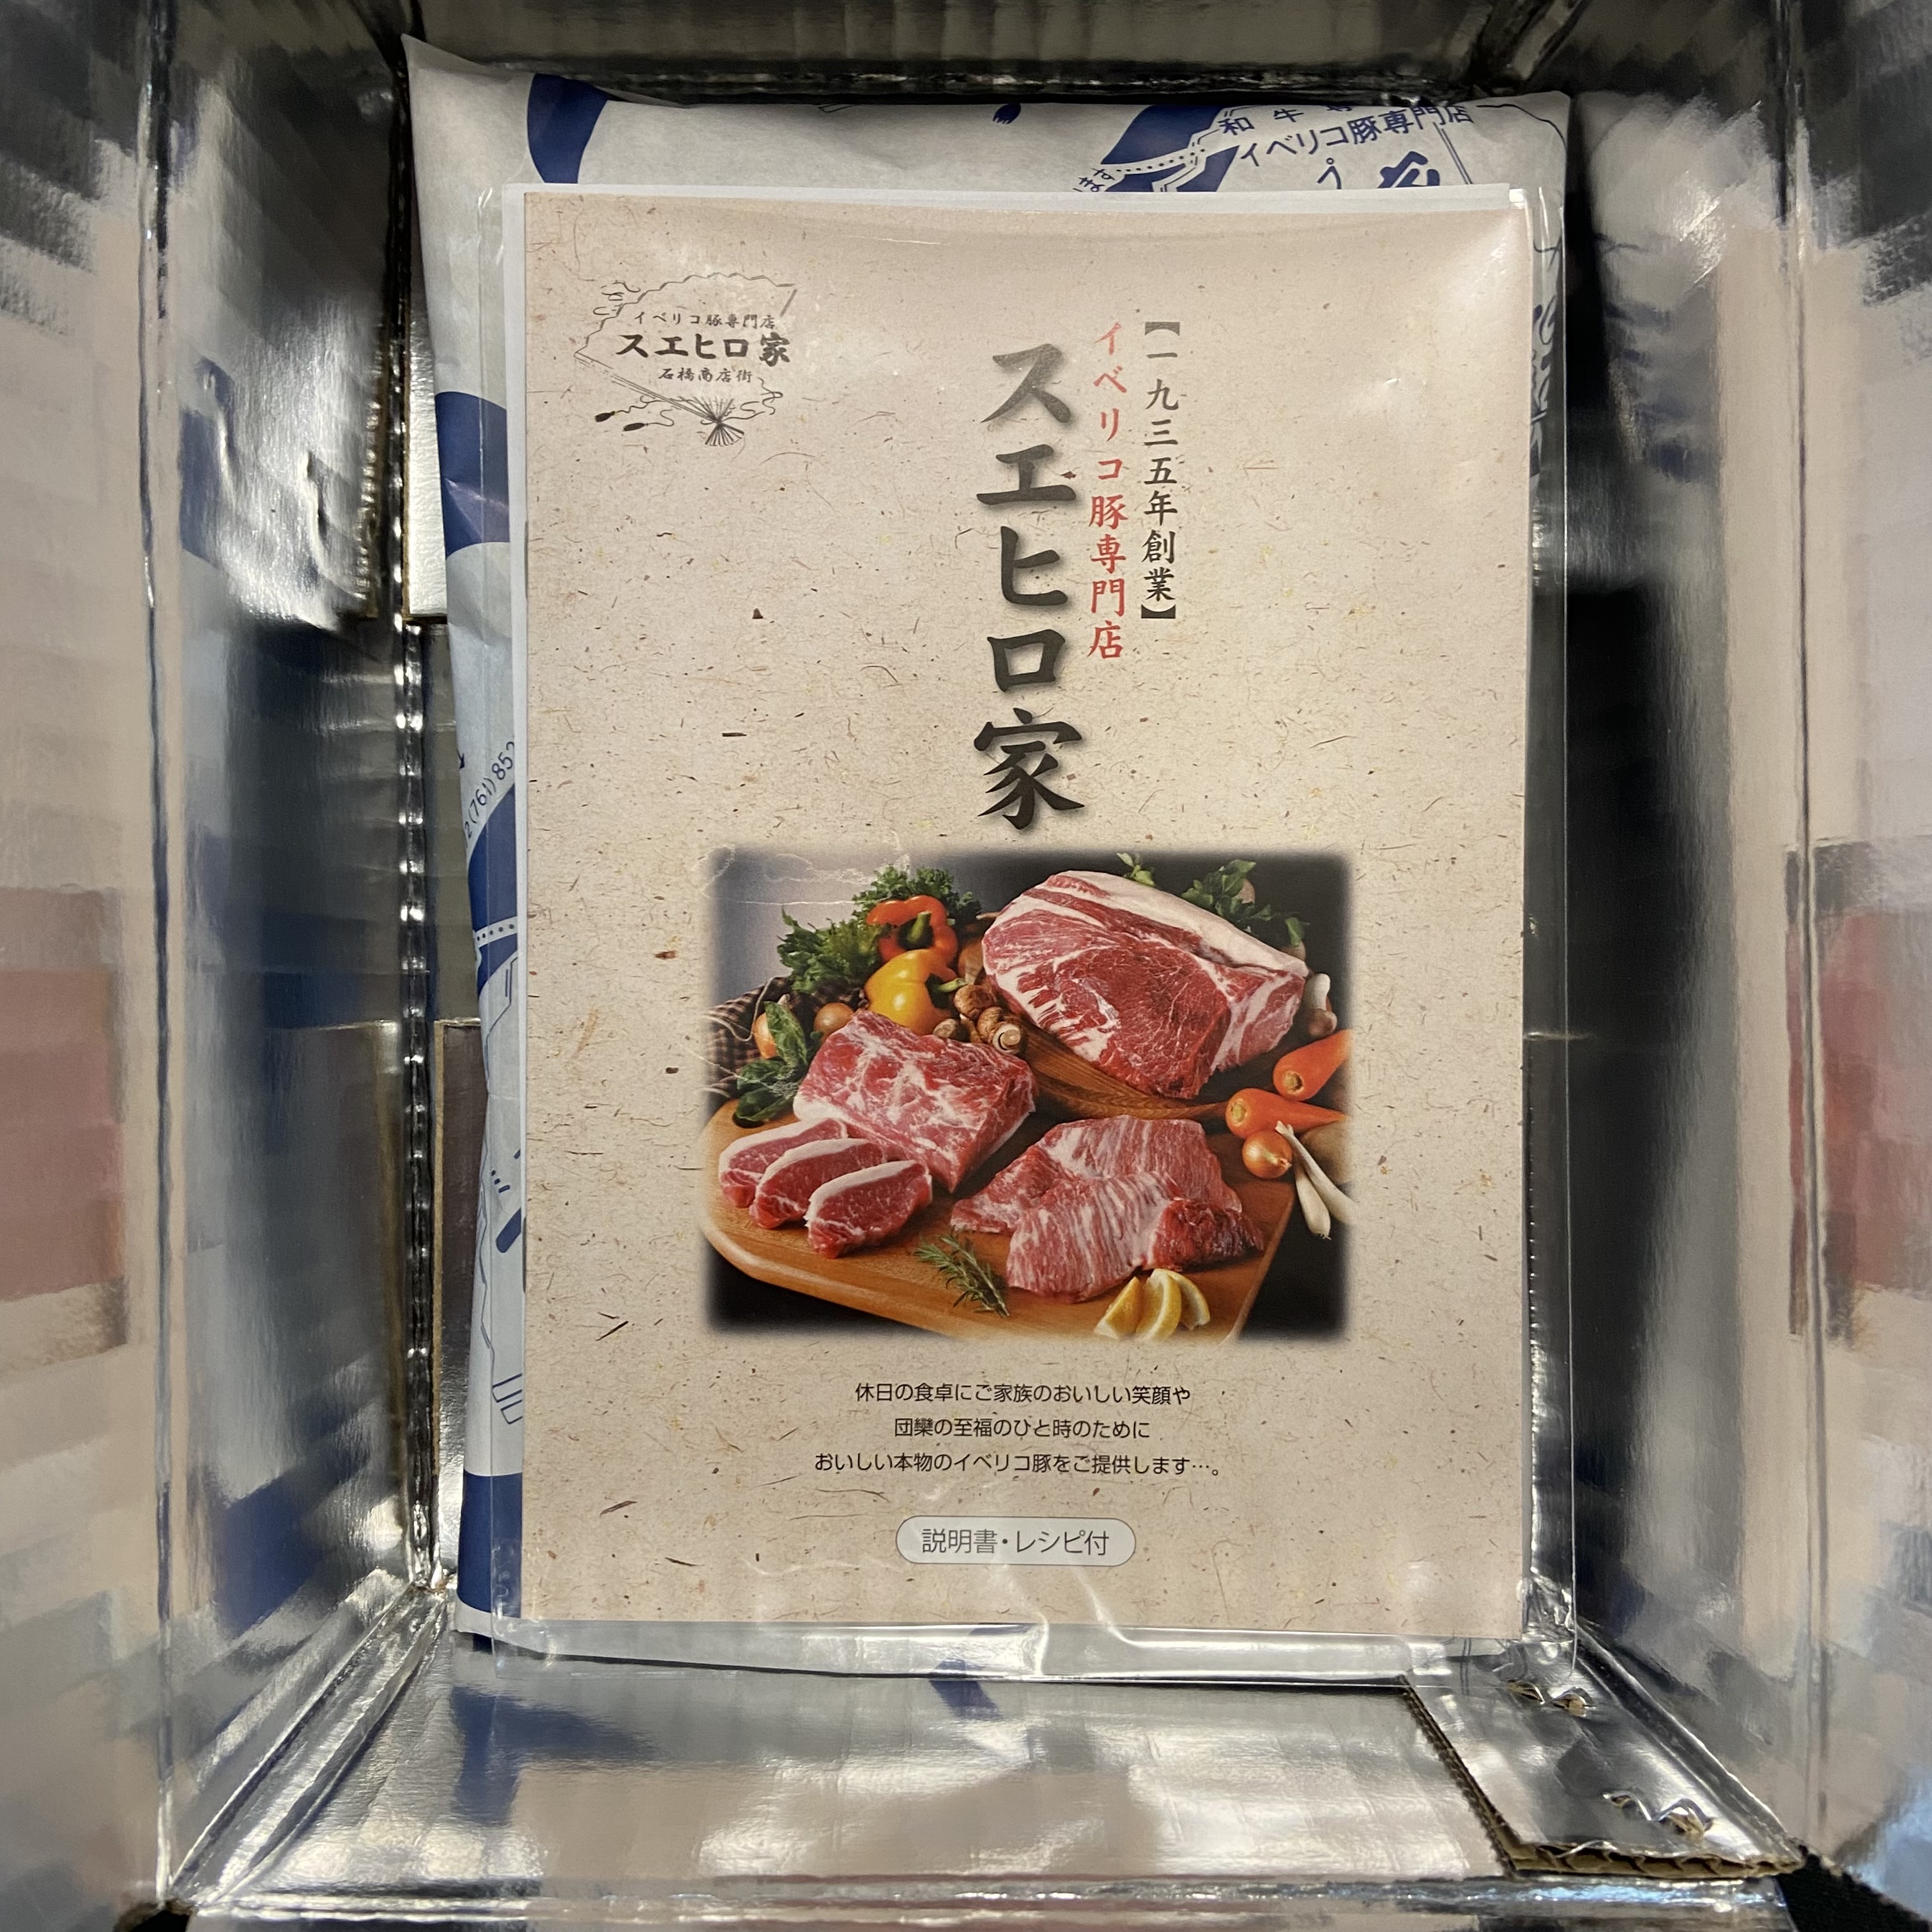 和牛
イベリコ豚専門店
イベリコ豚専門店
スエヒロ家
石橋商店街
【一九三五年創業】
イベリコ豚専門店
スエヒロ家
2(761)852
休日の食卓にご家族のおいしい笑顔や
団欒の至福のひと時のために
おいしい本物のイベリコ豚をご提供します…。
説明書・レシピ付